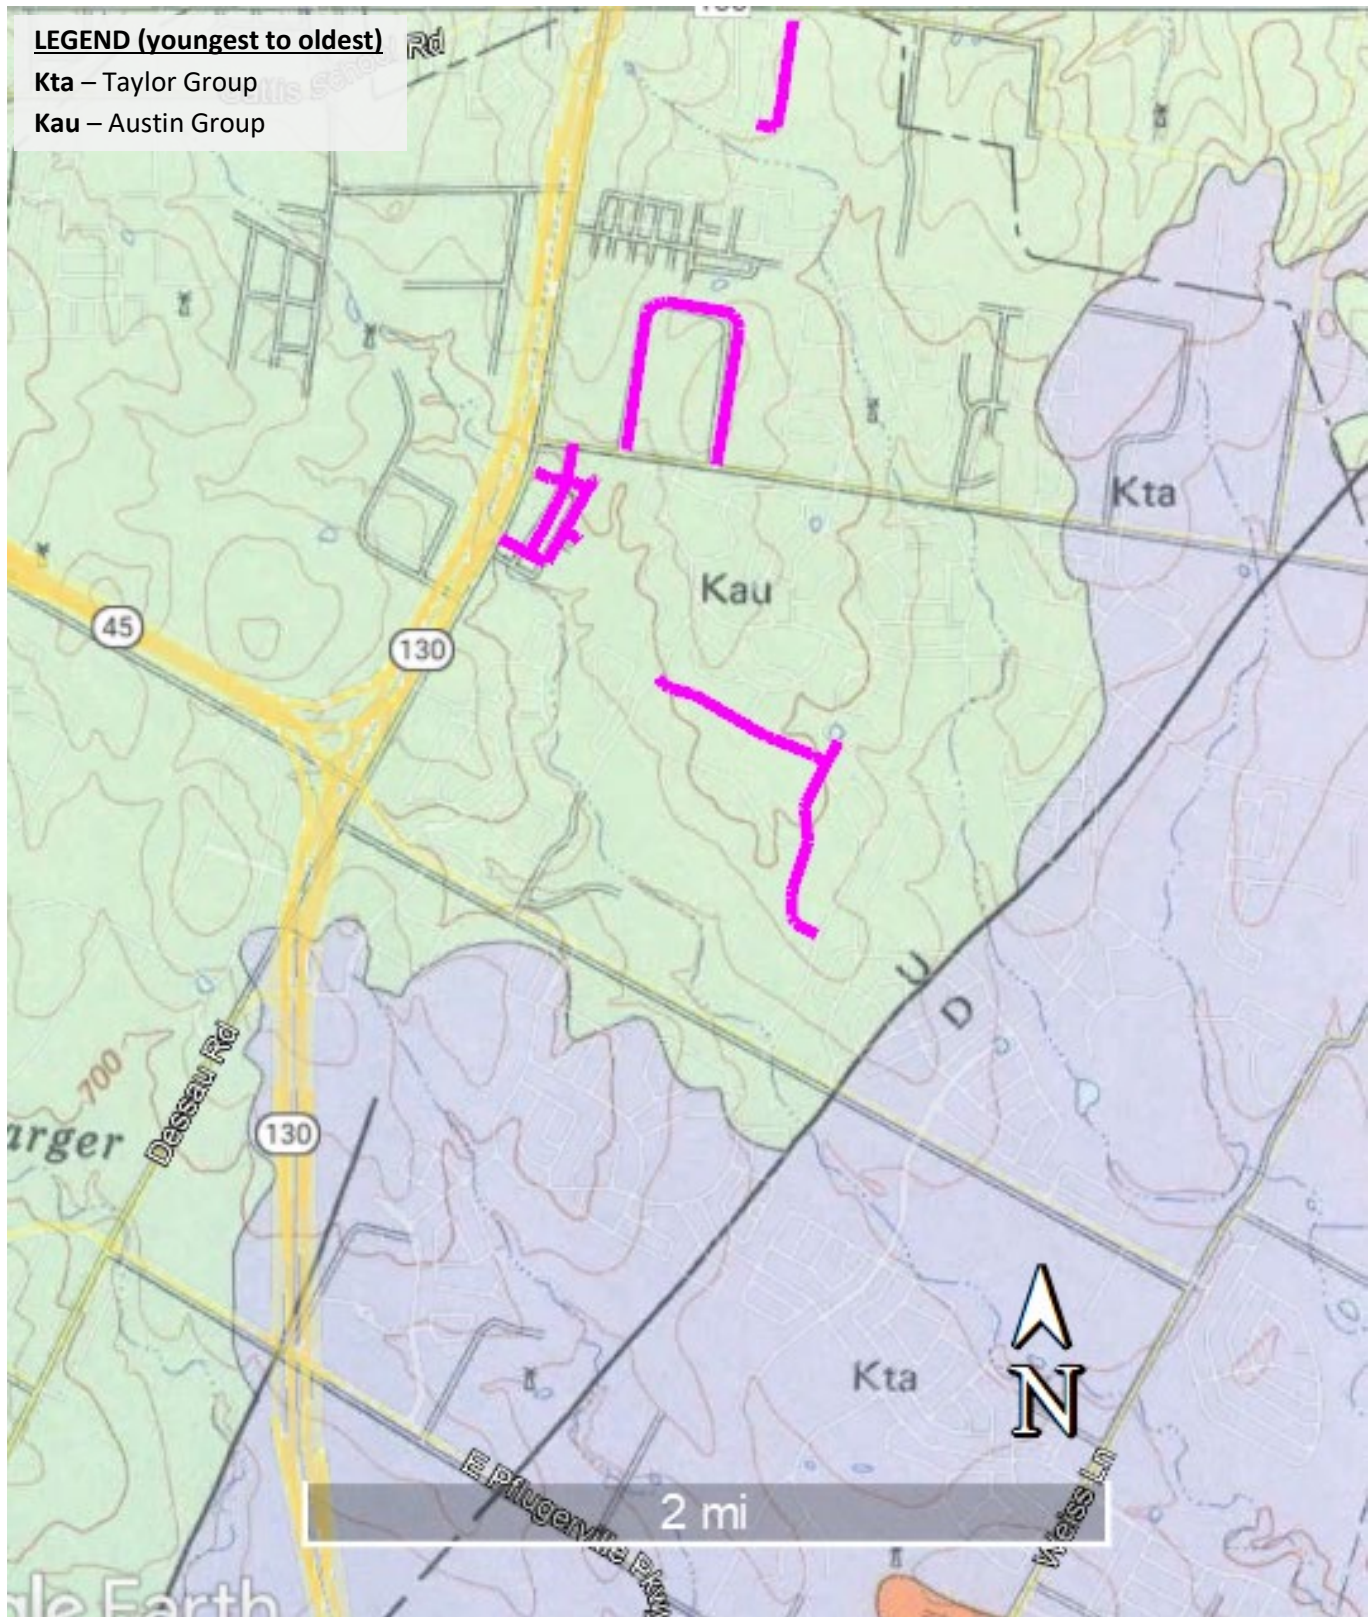 LEGEND (youngest to oldest)
Kta – Taylor Group
Kau – Austin Group
Rd
Kta
Kau
45
130
U
D
700
Dessau Rd
arger
130
Kta
N
2 mi
E Pflugerville Pkwy
Weiss Ln
gle Earth